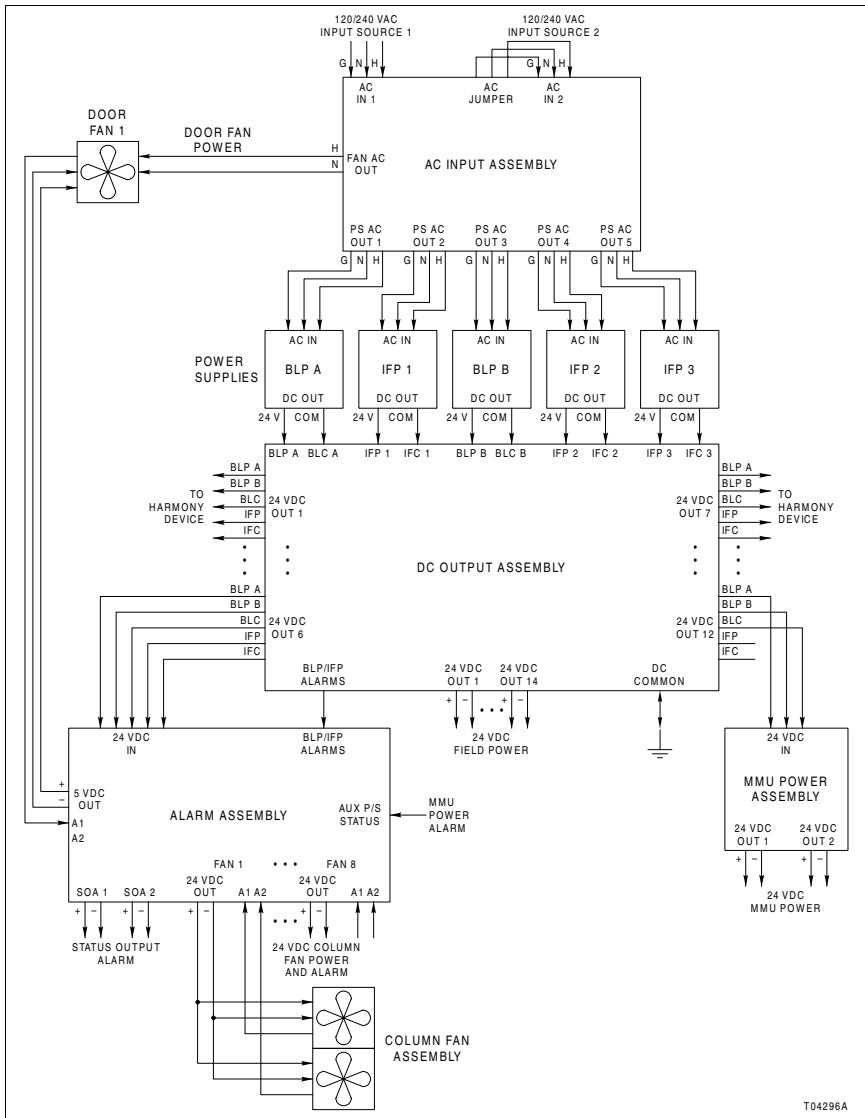 120/240 VAC
INPUT SOURCE 1
120/240 VAC
INPUT SOURCE 2
G N H
G N H
AC
IN 1
AC
JUMPER
AC
IN 2
DOOR
FAN 1
DOOR FAN
POWER
H
N
FAN AC
OUT
AC INPUT ASSEMBLY
PS AC
OUT 1
PS AC
OUT 2
PS AC
OUT 3
PS AC
OUT 4
PS AC
OUT 5
G N H
G N H
G N H
G N H
G N H
POWER
SUPPLIES
AC IN
BLP A
DC OUT
AC IN
IFP 1
DC OUT
AC IN
BLP B
DC OUT
AC IN
IFP 2
DC OUT
AC IN
IFP 3
DC OUT
24 V COM
24 V COM
24 V COM
24 V COM
24 V COM
BLP A BLC A
IFP 1 IFC 1
BLP B BLC B
IFP 2 IFC 2
IFP 3 IFC 3
BLP A
BLP B
BLC
IFP
IFC
TO
HARMONY
DEVICE
24 VDC
OUT 1
24 VDC
OUT 7
BLP A
BLP B
BLC
IFP
IFC
TO
HARMONY
DEVICE
DC OUTPUT ASSEMBLY
BLP A
BLP B
BLC
IFP
IFC
24 VDC
OUT 6
24 VDC
OUT 12
BLP A
BLP B
BLC
IFP
IFC
BLP/IFP
ALARMS
24 VDC
OUT 1
24 VDC
OUT 14
DC
COMMON
+ −
+ −
24 VDC
FIELD POWER
24 VDC
IN
BLP/IFP
ALARMS
+
−
5 VDC
OUT
A1
A2
ALARM ASSEMBLY
AUX P/S
STATUS
MMU
POWER
ALARM
24 VDC
IN
MMU POWER
ASSEMBLY
24 VDC
OUT 1
24 VDC
OUT 2
+ −
+ −
24 VDC
MMU POWER
FAN 1
FAN 8
SOA 1
SOA 2
24 VDC
OUT
A1 A2
24 VDC
OUT
A1 A2
+ −
+ −
+ −
+ −
STATUS OUTPUT
ALARM
24 VDC COLUMN
FAN POWER
AND ALARM
COLUMN FAN
ASSEMBLY
T04296A